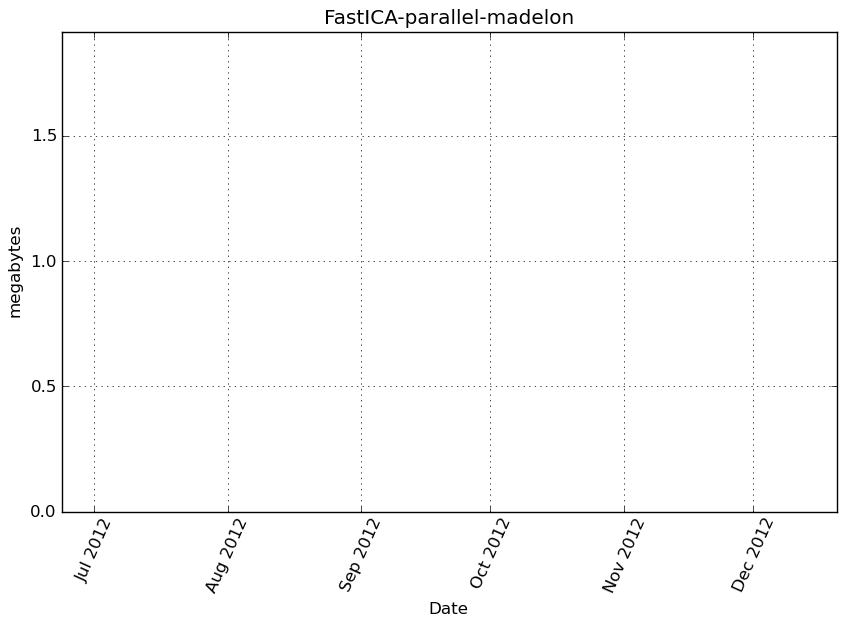 FastICA-parallel-madelon
megabytes
1.5
1.0
0.5
0.0
Jul 2012
Aug 2012
Sep 2012
Oct 2012
Nov 2012
Dec 2012
Date